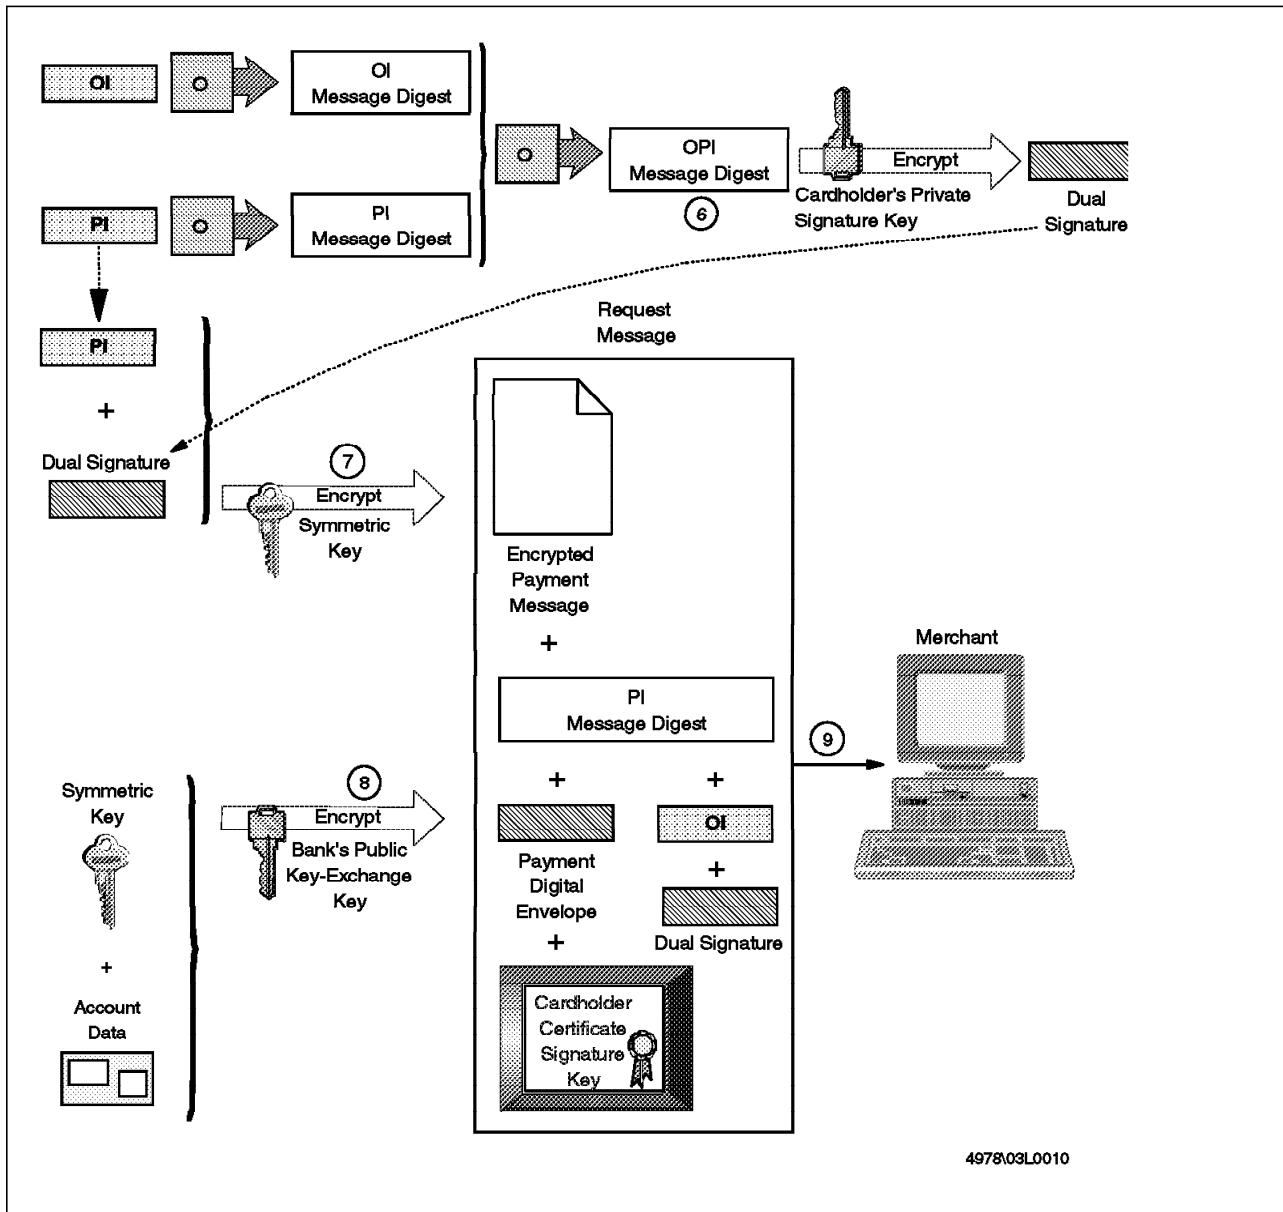 OI
O
OI
Message Digest
O
OPI
Message Digest
6
Encrypt
Cardholder's Private
Signature Key
Dual
Signature
PI
O
PI
Message Digest
PI
+
Dual Signature
7
Encrypt
Symmetric
Key
Request
Message
Encrypted
Payment
Message
+
PI
Message Digest
+
+
OI
Payment
Digital
Envelope
+
Dual Signature
+
Cardholder
Certificate
Signature
Key
9
Merchant
Symmetric
Key
+
Account
Data
8
Encrypt
Bank's Public
Key-Exchange
Key
4978\03L0010